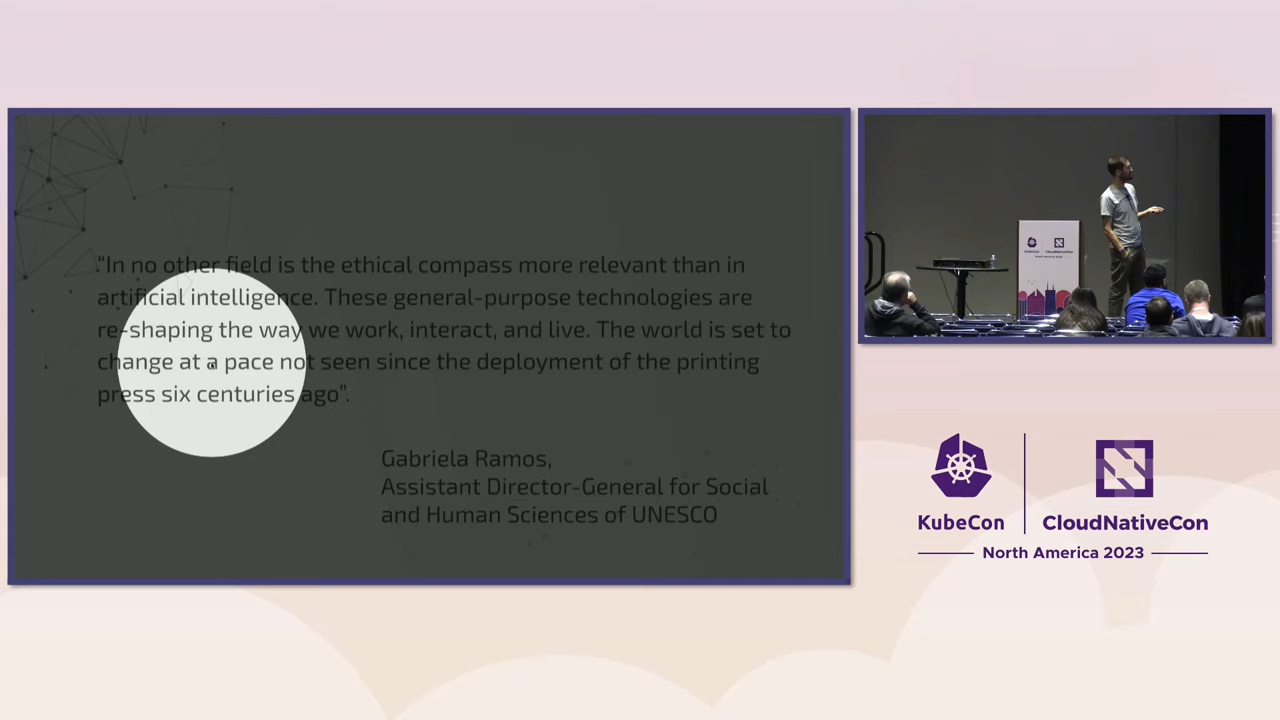 “In no other field is the ethical compass more relevant than in
artificial intelligence. These general-purpose technologies are
re-shaping the way we work, interact, and live. The world is set to
change at a pace not seen since the deployment of the printing
press six centuries ago”.
Gabriela Ramos,
Assistant Director-General for Social
and Human Sciences of UNESCO
KubeCon
CloudNativeCon
North America 2023